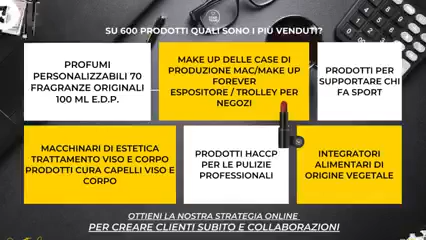 SU 600 PRODOTTI QUALI SONO I PIU VENDUTI?
PROFUMI
PERSONALIZZABILI 70
FRAGRANZE ORIGINALI
100 ML E.D.P.
MAKE UP DELLE CASE DI
PRODUZIONE MAC/MAKE UP
FOREVER
ESPOSITORE / TROLLEY PER
NEGOZI
PRODOTTI PER
SUPPORTARE CHI
FA SPORT
MACCHINARI DI ESTETICA
TRATTAMENTO VISO E CORPO
PRODOTTI CURA CAPELLI VISO E
CORPO
PRODOTTI HACCP
PER LE PULIZIE
PROFESSIONALI
INTEGRATORI
ALIMENTARI DI
ORIGINE VEGETALE
OTTIENI LA NOSTRA STRATEGIA ONLINE
PER CREARE CLIENTI SUBITO E COLLABORAZIONI